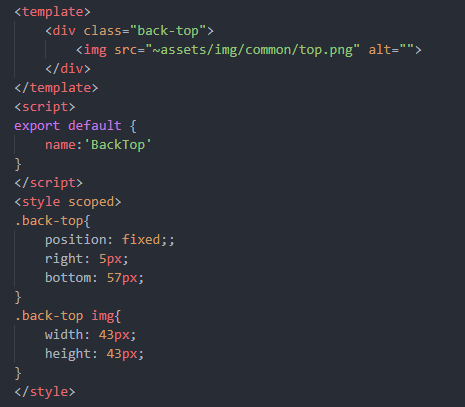 <template>
    <div class="back-top">
        <img src="~assets/img/common/top.png" alt="">
    </div>
</template>
<script>
export default {
    name:'BackTop'
}
</script>
<style scoped>
.back-top{
    position: fixed;;
    right: 5px;
    bottom: 57px;
}
.back-top img{
    width: 43px;
    height: 43px;
}
</style>